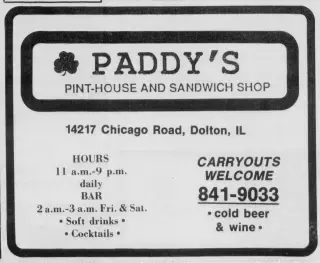 PADDY'S
PINT-HOUSE AND SANDWICH SHOP
14217 Chicago Road, Dolton, IL
HOURS
11 a.m.-9 p.m.
daily
BAR
2 a.m.-3 a.m. Fri. & Sat.
• Soft drinks •
• Cocktails •
CARRYOUTS
WELCOME
841-9033
• cold beer
& wine •